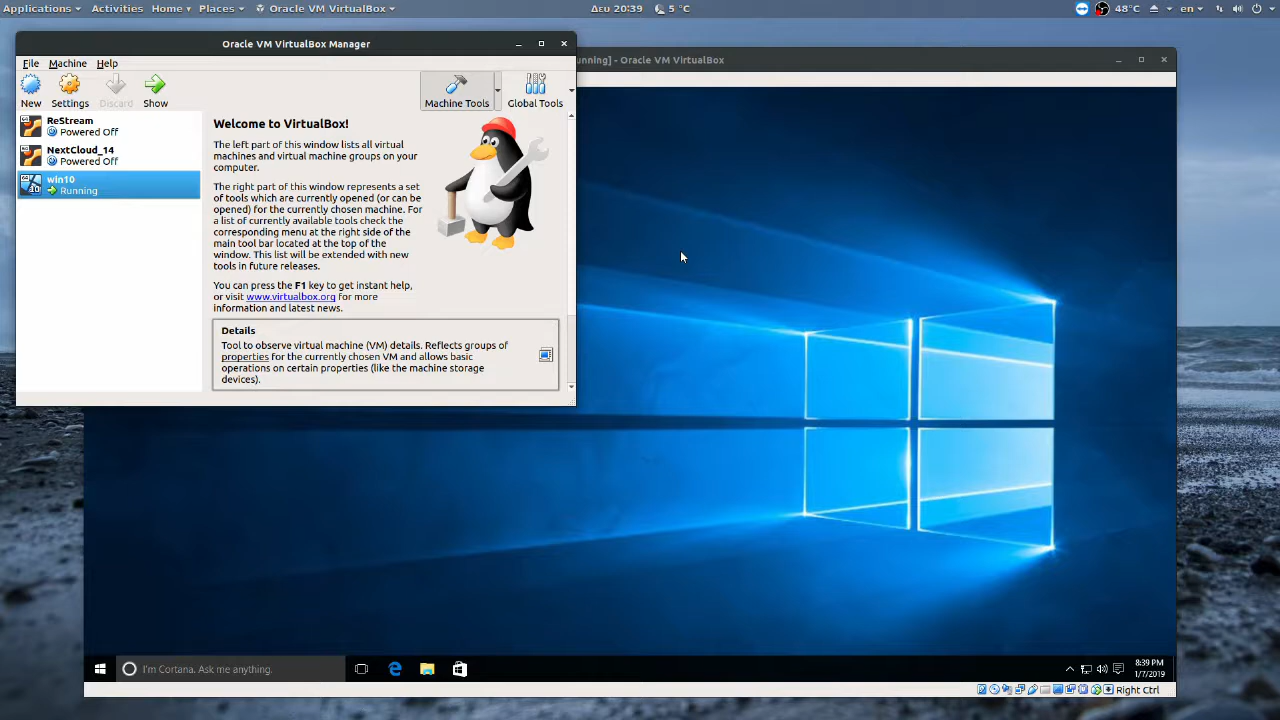 Applications Activities Home Places Oracle VM VirtualBox Δευ 20:39 5 °C 48°C en
Oracle VM VirtualBox Manager
unning] - Oracle VM VirtualBox
File Machine Help
New Settings Discard Show Machine Tools Global Tools
ReStream
Powered Off
NextCloud_14
Powered Off
win10
Running
Welcome to VirtualBox!
The left part of this window lists all virtual
machines and virtual machine groups on your
computer.
The right part of this window represents a set
of tools which are currently opened (or can be
opened) for the currently chosen machine. For
a list of currently available tools check the
corresponding menu at the right side of the
main tool bar located at the top of the
window. This list will be extended with new
tools in future releases.
You can press the F1 key to get instant help,
or visit www.virtualbox.org for more
information and latest news.
Details
Tool to observe virtual machine (VM) details. Reflects groups of
properties for the currently chosen VM and allows basic
operations on certain properties (like the machine storage
devices).
I'm Cortana. Ask me anything.
8:39 PM
1/7/2019
Right Ctrl